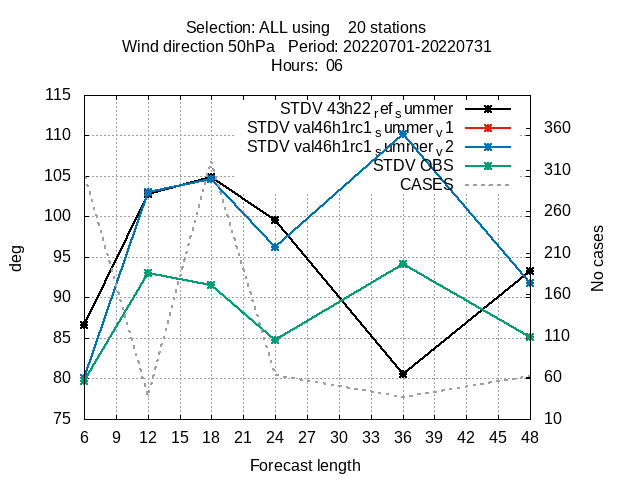 Selection: ALL using    20 stations
Wind direction 50hPa   Period: 20220701-20220731
Hours:  06
STDV 43h22_ref_summer
STDV val46h1rc1_summer_v1
STDV val46h1rc1_summer_v2
STDV OBS
CASES
115
110
105
100
95
90
85
80
75
deg
360
310
260
210
160
110
60
10
No cases
6 9 12 15 18 21 24 27 30 33 36 39 42 45 48
Forecast length